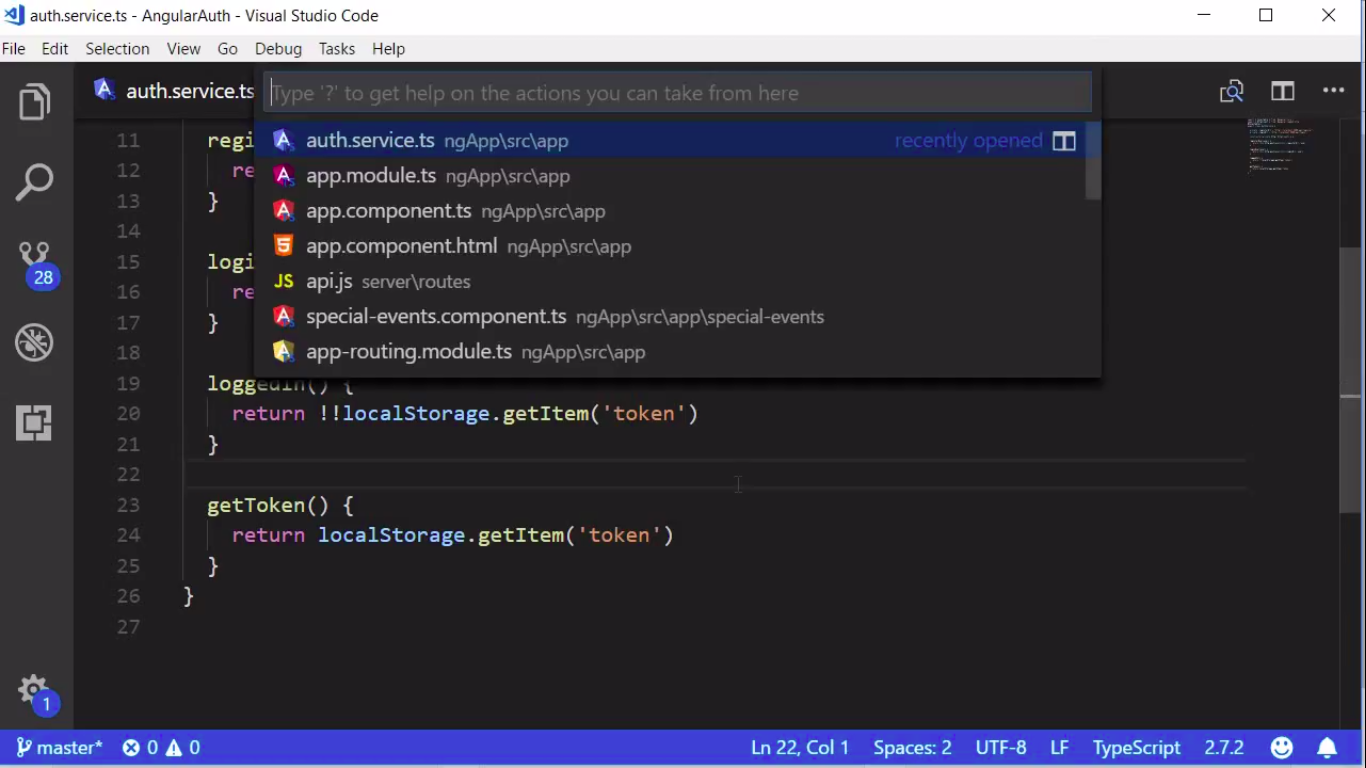 auth.service.ts - AngularAuth - Visual Studio Code
File Edit Selection View Go Debug Tasks Help
auth.service.ts
Type '?' to get help on the actions you can take from here
auth.service.ts ngApp\src\app recently opened
app.module.ts ngApp\src\app
app.component.ts ngApp\src\app
app.component.html ngApp\src\app
JS api.js server\routes
special-events.component.ts ngApp\src\app\special-events
app-routing.module.ts ngApp\src\app
11 regi
12 re
13 }
14
15 logi
16 re
17 }
18
19 loggedIn() {
20 return !!localStorage.getItem('token')
21 }
22
23 getToken() {
24 return localStorage.getItem('token')
25 }
26 }
27
28
1
master* 0 0 Ln 22, Col 1 Spaces: 2 UTF-8 LF TypeScript 2.7.2